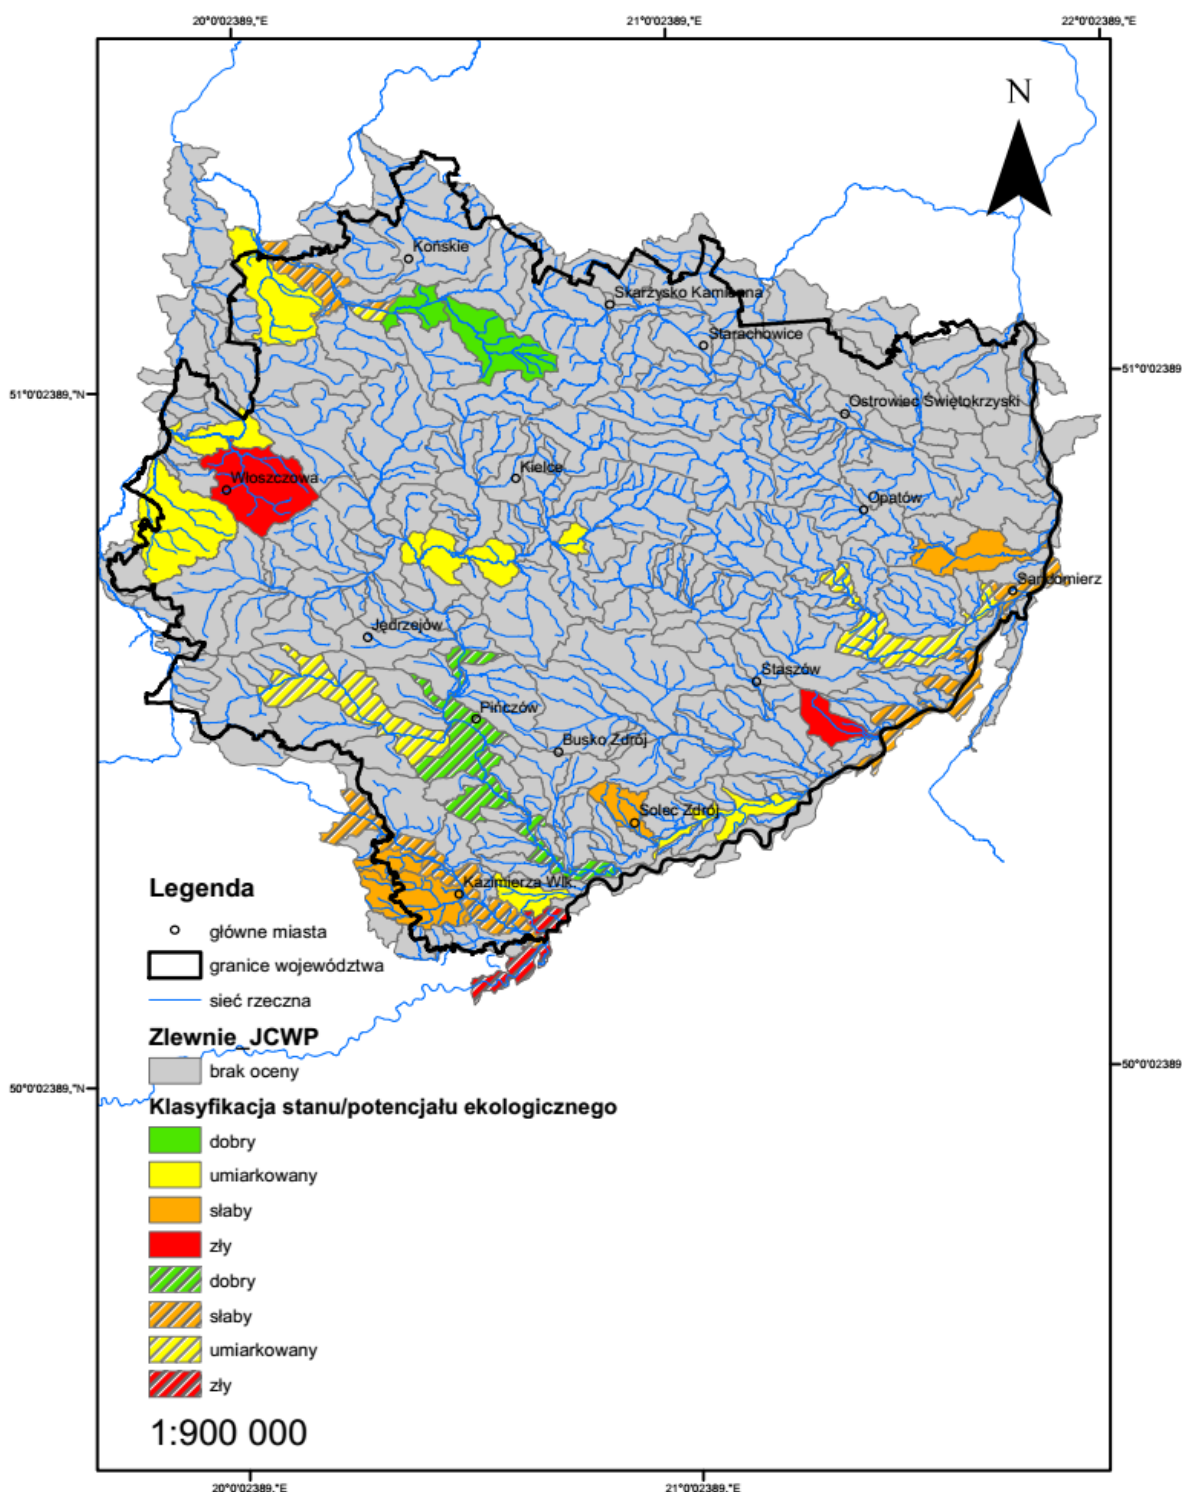 20°0'02389,"E
21°0'02389,"E
22°0'02389,"E
N
Końskie
Skarżysko Kamienna
Starachowice
51°0'02389
51°0'02389,"N
Ostrowiec Świętokrzyski
Kielce
Włoszczowa
Opatów
Sandomierz
Jędrzejów
Staszów
Pińczów
Busko Zdrój
Solec Zdrój
Kazimierza Wlk.
Legenda
główne miasta
granice województwa
sieć rzeczna
Zlewnie_JCWP
brak oceny
50°0'02389
50°0'02389,"N
Klasyfikacja stanu/potencjału ekologicznego
dobry
umiarkowany
słaby
zły
dobry
słaby
umiarkowany
zły
1:900 000
20°0'02389,"E
21°0'02389,"E